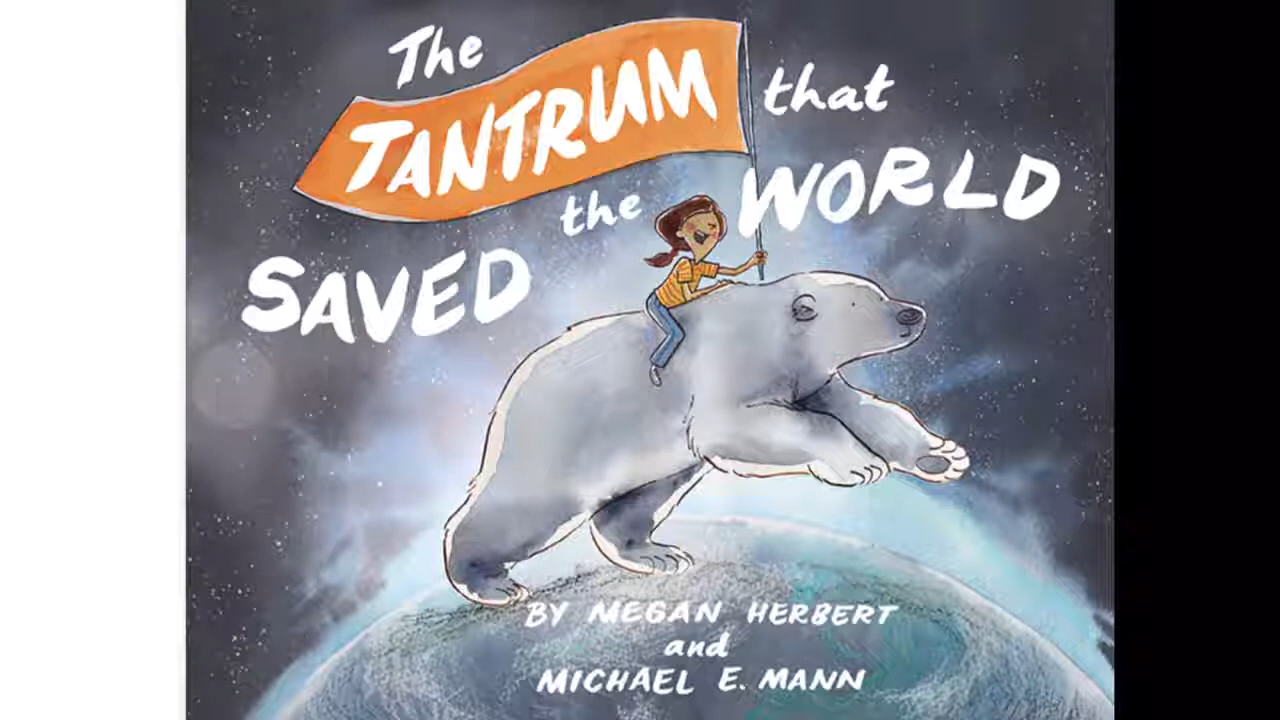 The
TANTRUM
that
SAVED
the
WORLD
BY MEGAN HERBERT
and
MICHAEL E. MANN